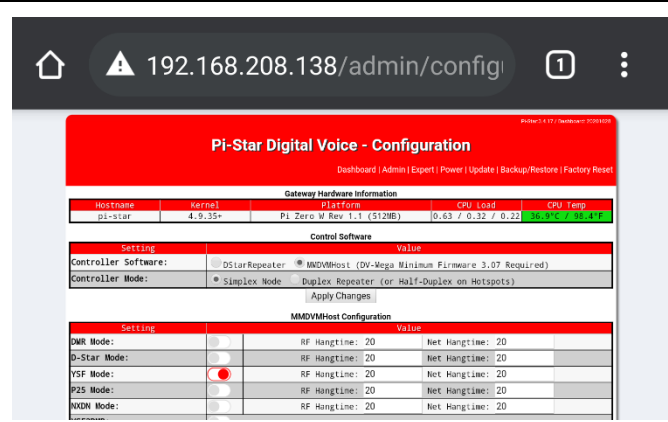 192.168.208.138/admin/config
1
Pi-Star:3.4.17 / Dashboard: 20201028
Pi-Star Digital Voice - Configuration
Dashboard | Admin | Expert | Power | Update | Backup/Restore | Factory Reset
Gateway Hardware Information
Hostname Kernel Platform CPU Load CPU Temp
pi-star 4.9.35+ Pi Zero W Rev 1.1 (512MB) 0.63 / 0.32 / 0.22 36.9°C / 98.4°F
Control Software
Setting Value
Controller Software: DStarRepeater MMDVMHost (DV-Mega Minimum Firmware 3.07 Required)
Controller Mode: Simplex Node Duplex Repeater (or Half-Duplex on Hotspots)
Apply Changes
MMDVMHost Configuration
Setting Value
DMR Mode: RF Hangtime: 20 Net Hangtime: 20
D-Star Mode: RF Hangtime: 20 Net Hangtime: 20
YSF Mode: RF Hangtime: 20 Net Hangtime: 20
P25 Mode: RF Hangtime: 20 Net Hangtime: 20
NXDN Mode: RF Hangtime: 20 Net Hangtime: 20